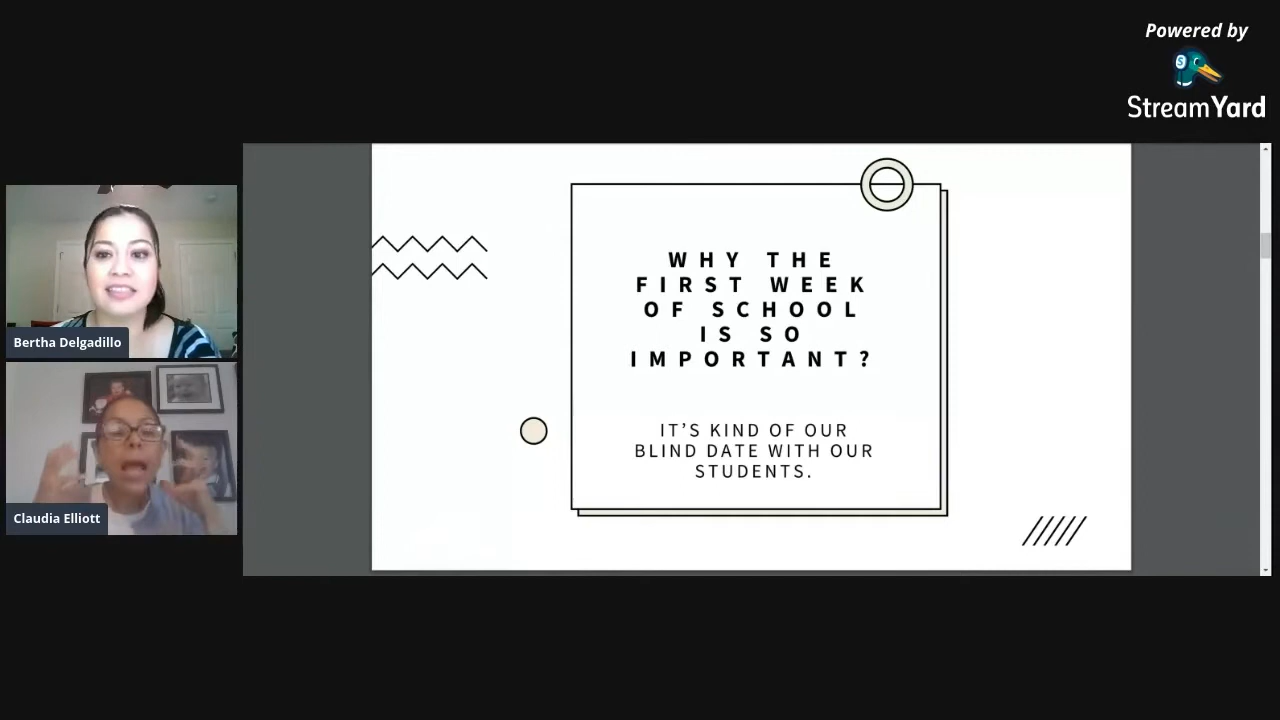 Powered by
StreamYard
Bertha Delgadillo
Claudia Elliott
WHY THE
FIRST WEEK
OF SCHOOL
IS SO
IMPORTANT?
IT’S KIND OF OUR
BLIND DATE WITH OUR
STUDENTS.